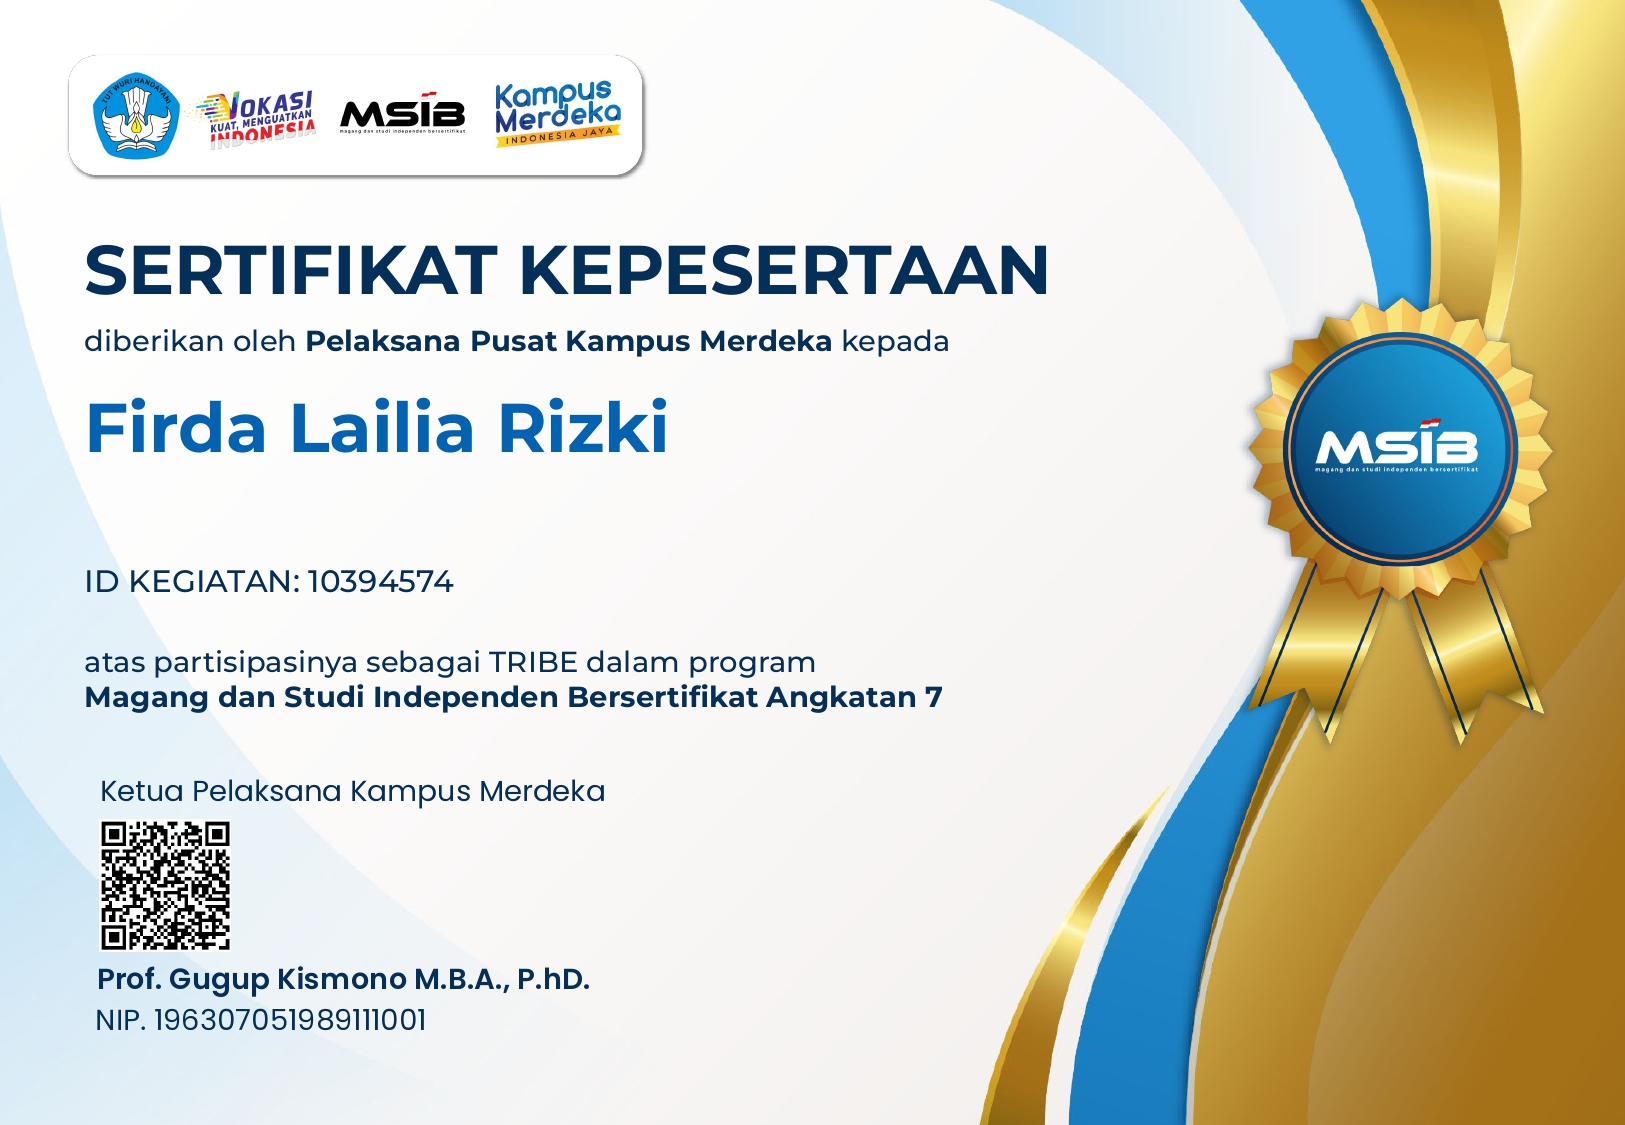 TUT WURI HANDAYANI
VOKASI
KUAT, MENGUATKAN
INDONESIA
MSIB
magang dan studi independen bersertifikat
Kampus
Merdeka
INDONESIA JAYA
SERTIFIKAT KEPESERTAAN
diberikan oleh Pelaksana Pusat Kampus Merdeka kepada
Firda Lailia Rizki
MSIB
magang dan studi independen bersertifikat
ID KEGIATAN: 10394574
atas partisipasinya sebagai TRIBE dalam program
Magang dan Studi Independen Bersertifikat Angkatan 7
Ketua Pelaksana Kampus Merdeka
Prof. Gugup Kismono M.B.A., P.hD.
NIP. 196307051989111001